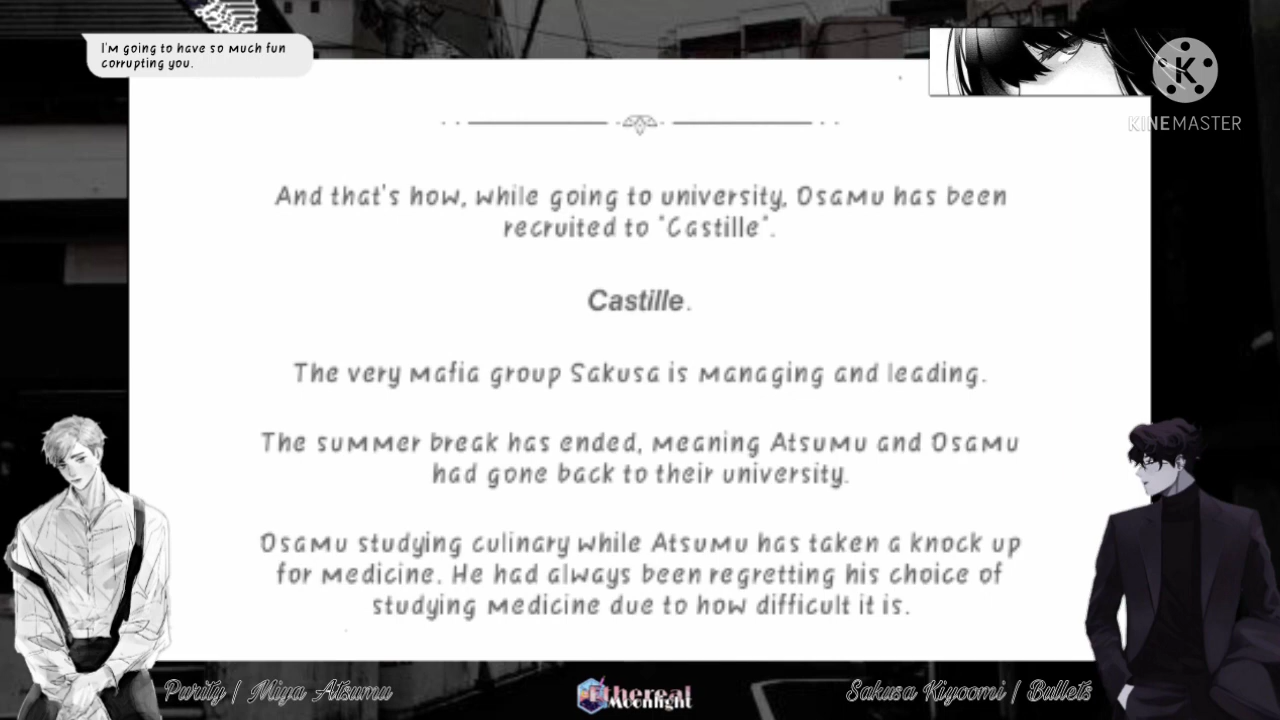 I'm going to have so much fun
corrupting you.
KINEMASTER
And that's how, while going to university, Osamu has been
recruited to "Castille".
Castille.
The very mafia group Sakusa is managing and leading.
The summer break has ended, meaning Atsumu and Osamu
had gone back to their university.
Osamu studying culinary while Atsumu has taken a knock up
for medicine. He had always been regretting his choice of
studying medicine due to how difficult it is.
Purity / Miya Atsumu
Ethereal
Moonlight
Sakusa Kiyoomi / Bullets